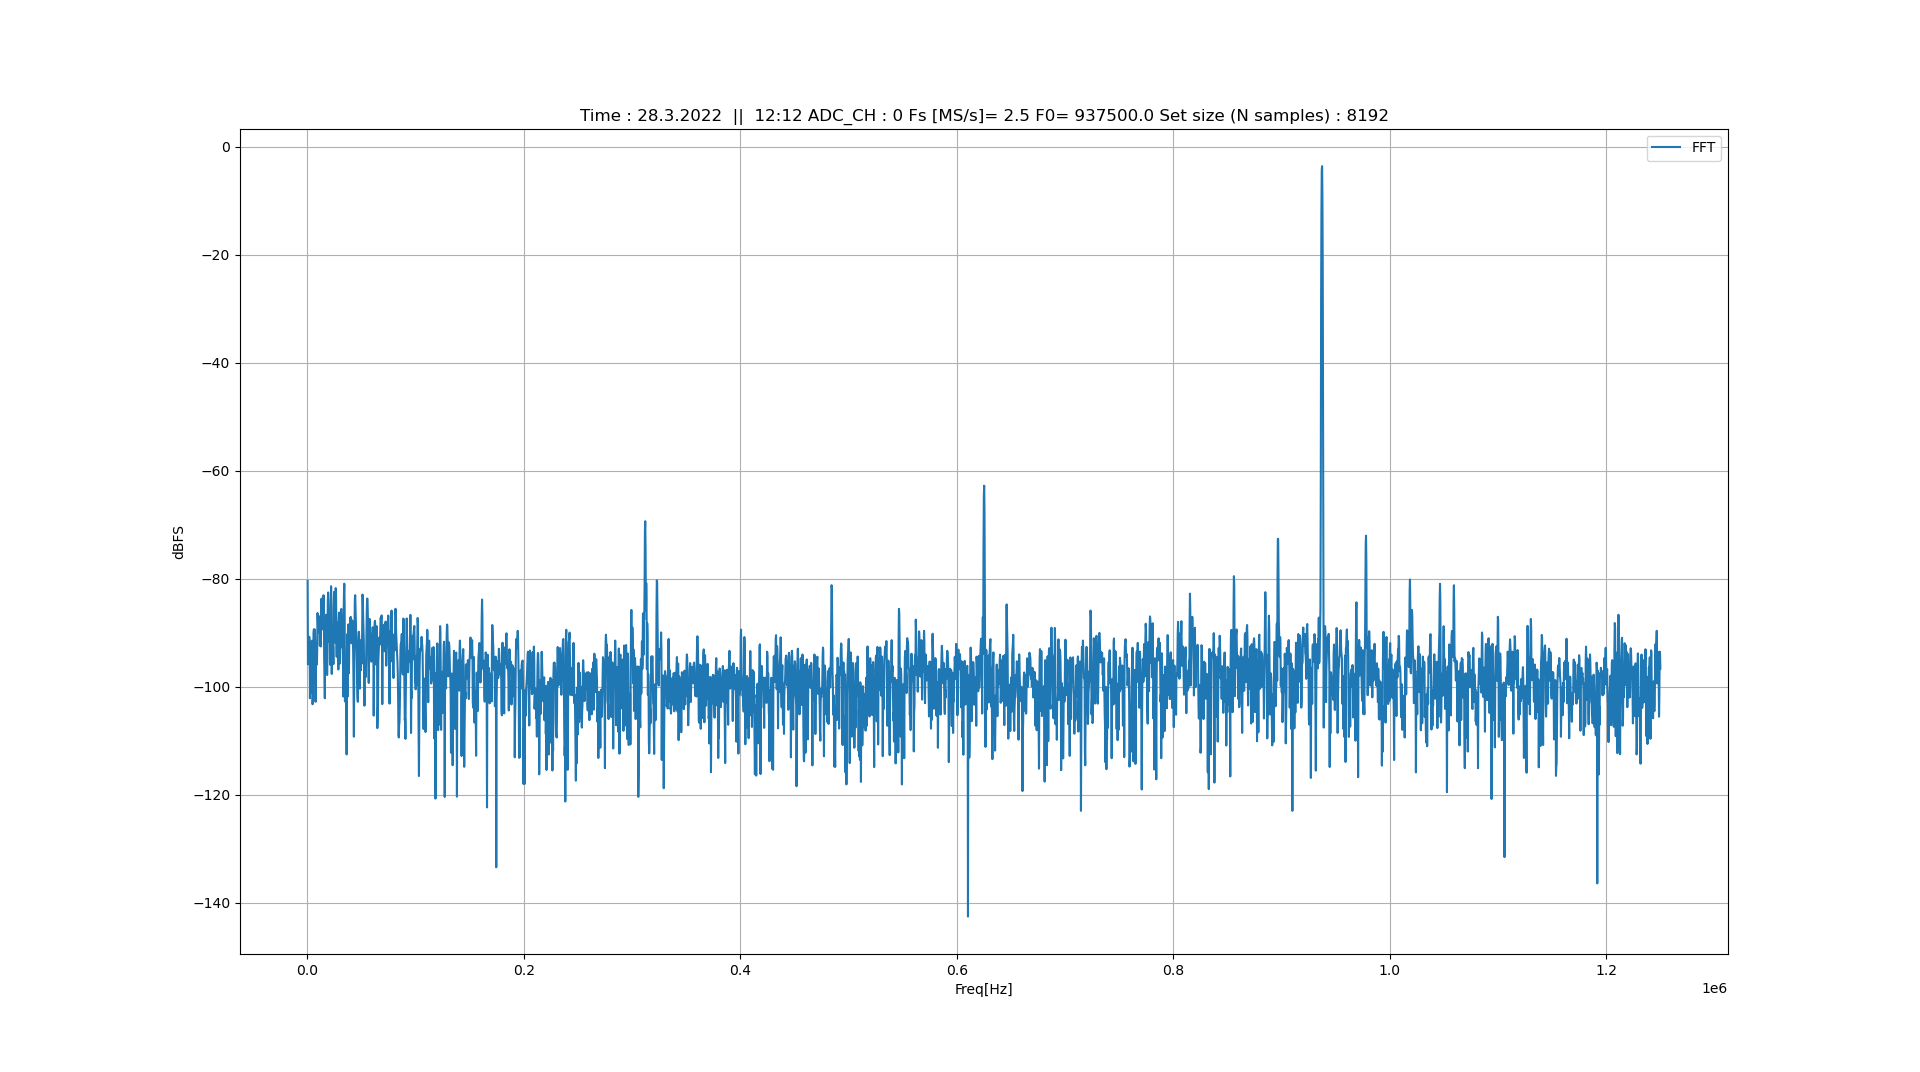 Time : 28.3.2022  ||  12:12 ADC_CH : 0 Fs [MS/s]= 2.5 F0= 937500.0 Set size (N samples) : 8192
FFT
0
−20
−40
−60
−80
−100
−120
−140
dBFS
0.0 0.2 0.4 0.6 0.8 1.0 1.2
Freq[Hz]
1e6